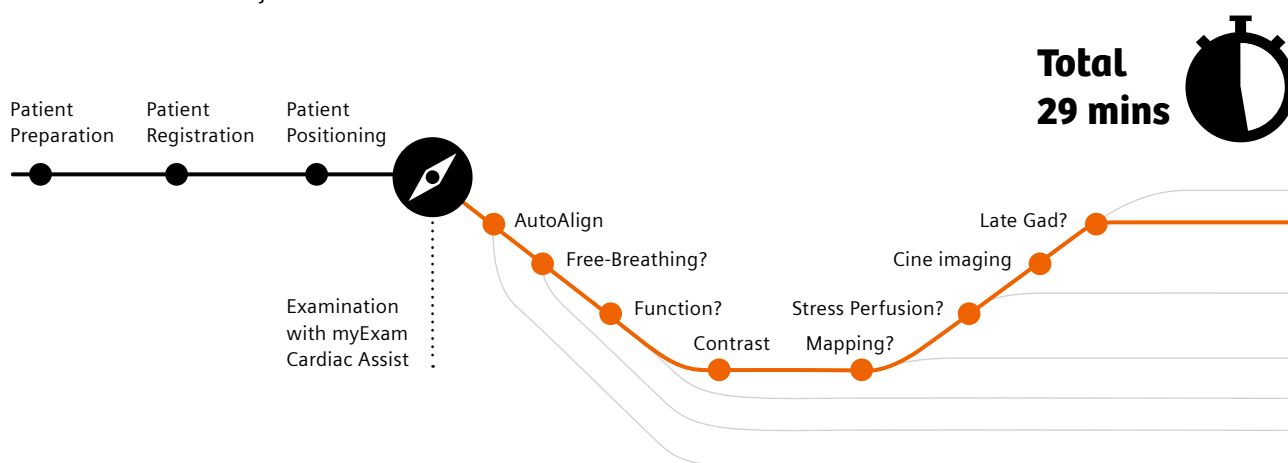 Total
29 mins
Patient
Preparation
Patient
Registration
Patient
Positioning
AutoAlign
Free-Breathing?
Function?
Contrast
Mapping?
Stress Perfusion?
Cine imaging
Late Gad?
Examination
with myExam
Cardiac Assist